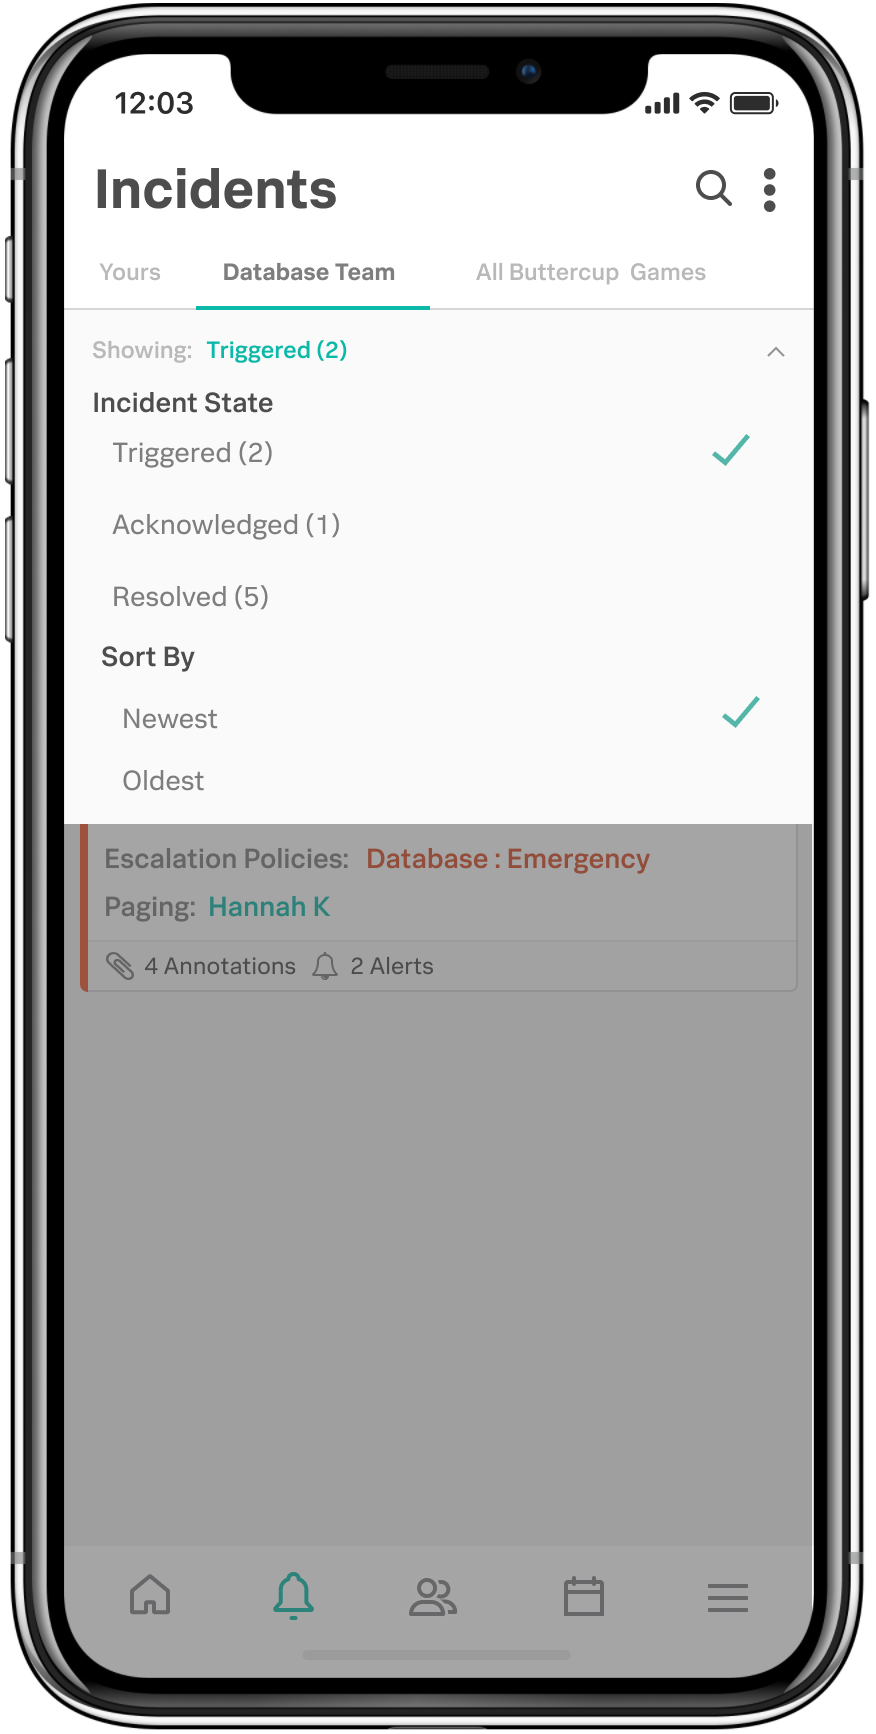 12:03
Incidents
Yours Database Team All Buttercup Games
Showing: Triggered (2)
Incident State
Triggered (2)
Acknowledged (1)
Resolved (5)
Sort By
Newest
Oldest
Escalation Policies: Database : Emergency
Paging: Hannah K
4 Annotations 2 Alerts